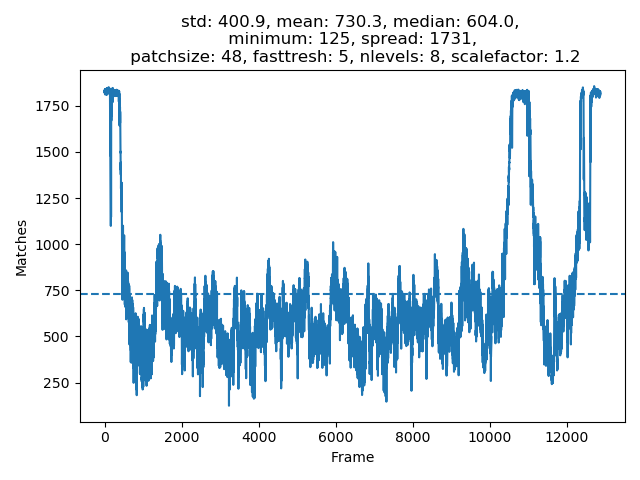 std: 400.9, mean: 730.3, median: 604.0,
minimum: 125, spread: 1731,
patchsize: 48, fasttresh: 5, nlevels: 8, scalefactor: 1.2
1750
1500
1250
1000
750
500
250
Matches
0 2000 4000 6000 8000 10000 12000
Frame